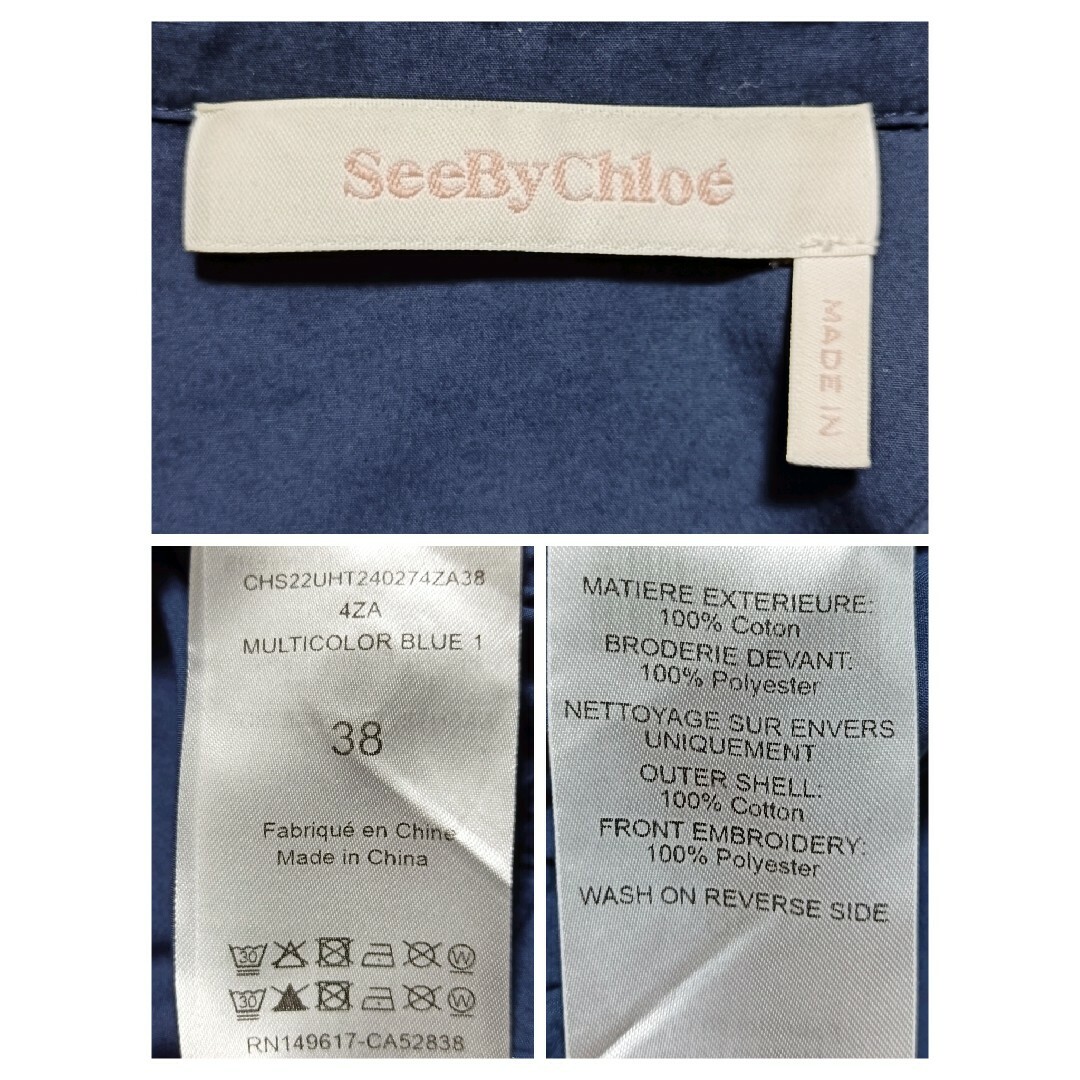 SeeByChloé
MADE IN
CHS22UHT240274ZA38
4ZA
MULTICOLOR BLUE 1
38
Fabriqué en Chine
Made in China
30 W
30 W
RN149617-CA52838
MATIERE EXTERIEURE:
100% Coton
BRODERIE DEVANT:
100% Polyester
NETTOYAGE SUR ENVERS
UNIQUEMENT
OUTER SHELL:
100% Cotton
FRONT EMBROIDERY:
100% Polyester
WASH ON REVERSE SIDE